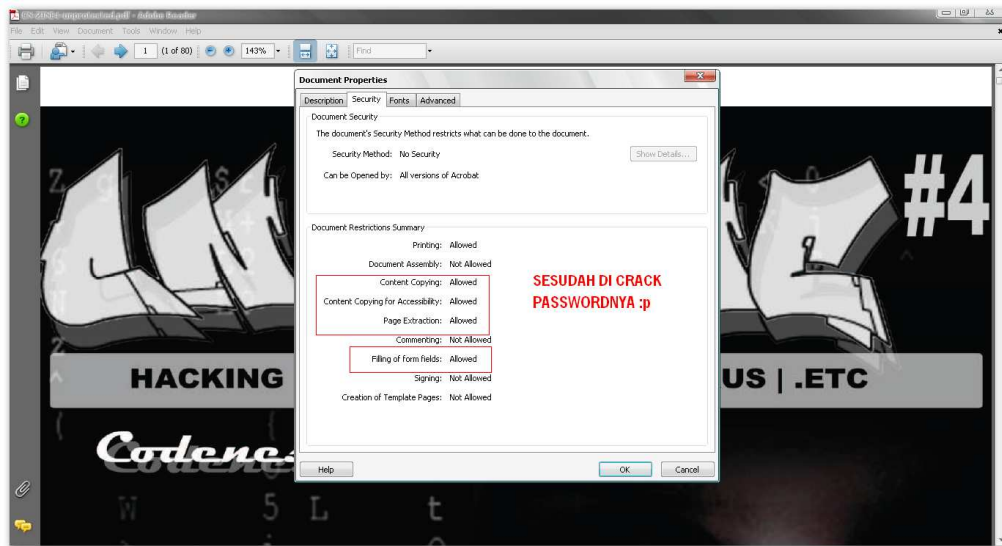 File Edit View Document Tools Window Help
1 (1 of 80) 143% Find
#4
Document Properties
Description Security Fonts Advanced
Document Security
The document's Security Method restricts what can be done to the document.
Security Method: No Security
Show Details...
Can be Opened by: All versions of Acrobat
Document Restrictions Summary
Printing: Allowed
Document Assembly: Not Allowed
Content Copying: Allowed
Content Copying for Accessibility: Allowed
Page Extraction: Allowed
Commenting: Not Allowed
Filling of form fields: Allowed
Signing: Not Allowed
Creation of Template Pages: Not Allowed
SESUDAH DI CRACK
PASSWORDNYA :p
HACKING
US | .ETC
Codenes
Help OK Cancel
W 5 L t